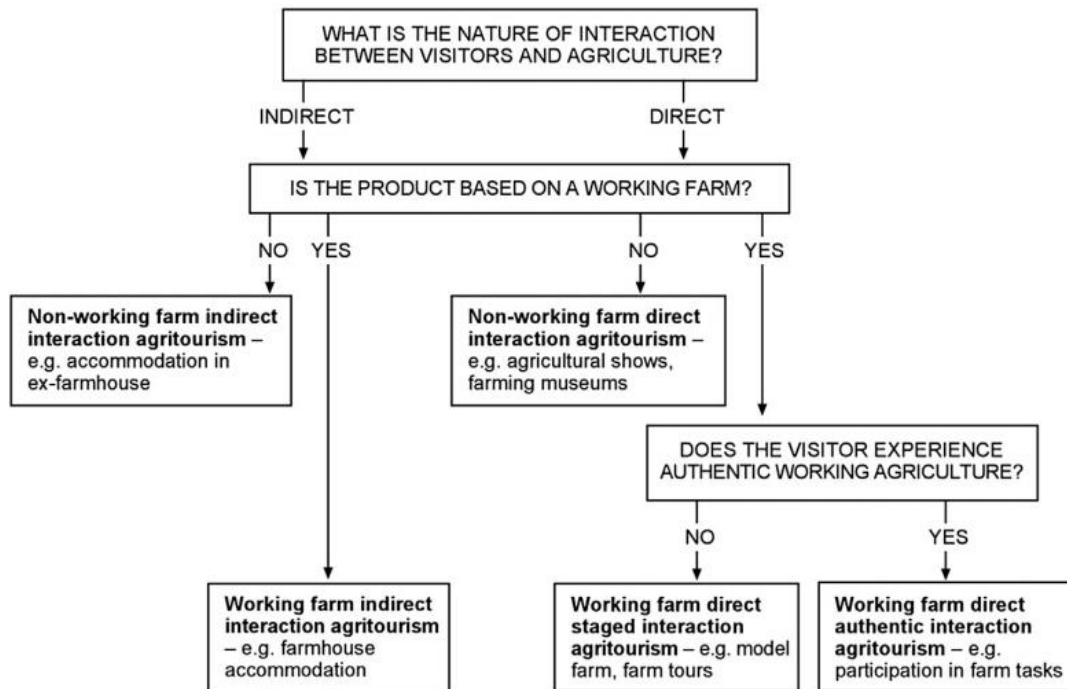 WHAT IS THE NATURE OF INTERACTION
BETWEEN VISITORS AND AGRICULTURE?
INDIRECT
DIRECT
IS THE PRODUCT BASED ON A WORKING FARM?
NO
YES
NO
YES
Non-working farm indirect
interaction agritourism –
e.g. accommodation in
ex-farmhouse
Non-working farm direct
interaction agritourism –
e.g. agricultural shows,
farming museums
DOES THE VISITOR EXPERIENCE
AUTHENTIC WORKING AGRICULTURE?
NO
YES
Working farm indirect
interaction agritourism
– e.g. farmhouse
accommodation
Working farm direct
staged interaction
agritourism – e.g. model
farm, farm tours
Working farm direct
authentic interaction
agritourism – e.g.
participation in farm tasks